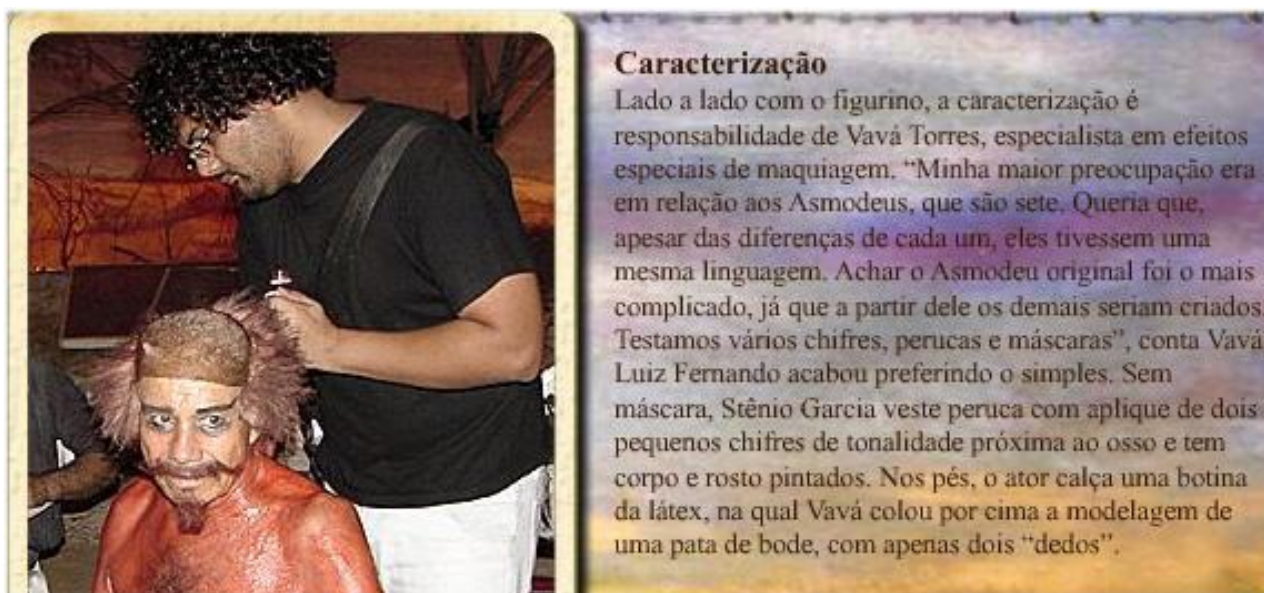 Caracterização
Lado a lado com o figurino, a caracterização é
responsabilidade de Vavá Torres, especialista em efeitos
especiais de maquiagem. “Minha maior preocupação era
em relação aos Asmodeus, que são sete. Queria que,
apesar das diferenças de cada um, eles tivessem uma
mesma linguagem. Achar o Asmodeu original foi o mais
complicado, já que a partir dele os demais seriam criados.
Testamos vários chifres, perucas e máscaras”, conta Vavá
Luiz Fernando acabou preferindo o simples. Sem
máscara, Stênio Garcia veste peruca com aplique de dois
pequenos chifres de tonalidade próxima ao osso e tem
corpo e rosto pintados. Nos pés, o ator calça uma botina
da látex, na qual Vavá colou por cima a modelagem de
uma pata de bode, com apenas dois “dedos”.